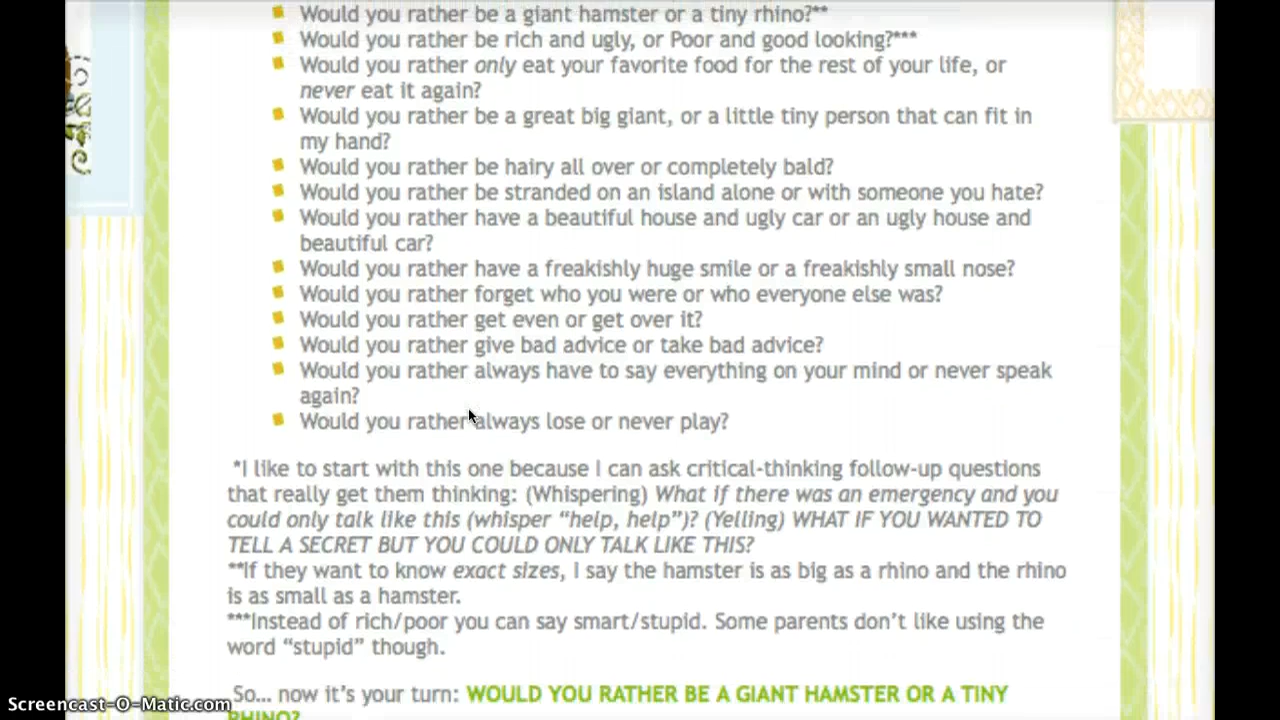 Would you rather be a giant hamster or a tiny rhino?**
Would you rather be rich and ugly, or Poor and good looking?***
Would you rather only eat your favorite food for the rest of your life, or
never eat it again?
Would you rather be a great big giant, or a little tiny person that can fit in
my hand?
Would you rather be hairy all over or completely bald?
Would you rather be stranded on an island alone or with someone you hate?
Would you rather have a beautiful house and ugly car or an ugly house and
beautiful car?
Would you rather have a freakishly huge smile or a freakishly small nose?
Would you rather forget who you were or who everyone else was?
Would you rather get even or get over it?
Would you rather give bad advice or take bad advice?
Would you rather always have to say everything on your mind or never speak
again?
Would you rather always lose or never play?
*I like to start with this one because I can ask critical-thinking follow-up questions
that really get them thinking: (Whispering) What if there was an emergency and you
could only talk like this (whisper “help, help”)? (Yelling) WHAT IF YOU WANTED TO
TELL A SECRET BUT YOU COULD ONLY TALK LIKE THIS?
**If they want to know exact sizes, I say the hamster is as big as a rhino and the rhino
is as small as a hamster.
***Instead of rich/poor you can say smart/stupid. Some parents don’t like using the
word “stupid” though.
So… now it’s your turn: WOULD YOU RATHER BE A GIANT HAMSTER OR A TINY
RHINO?
Screencast-O-Matic.com